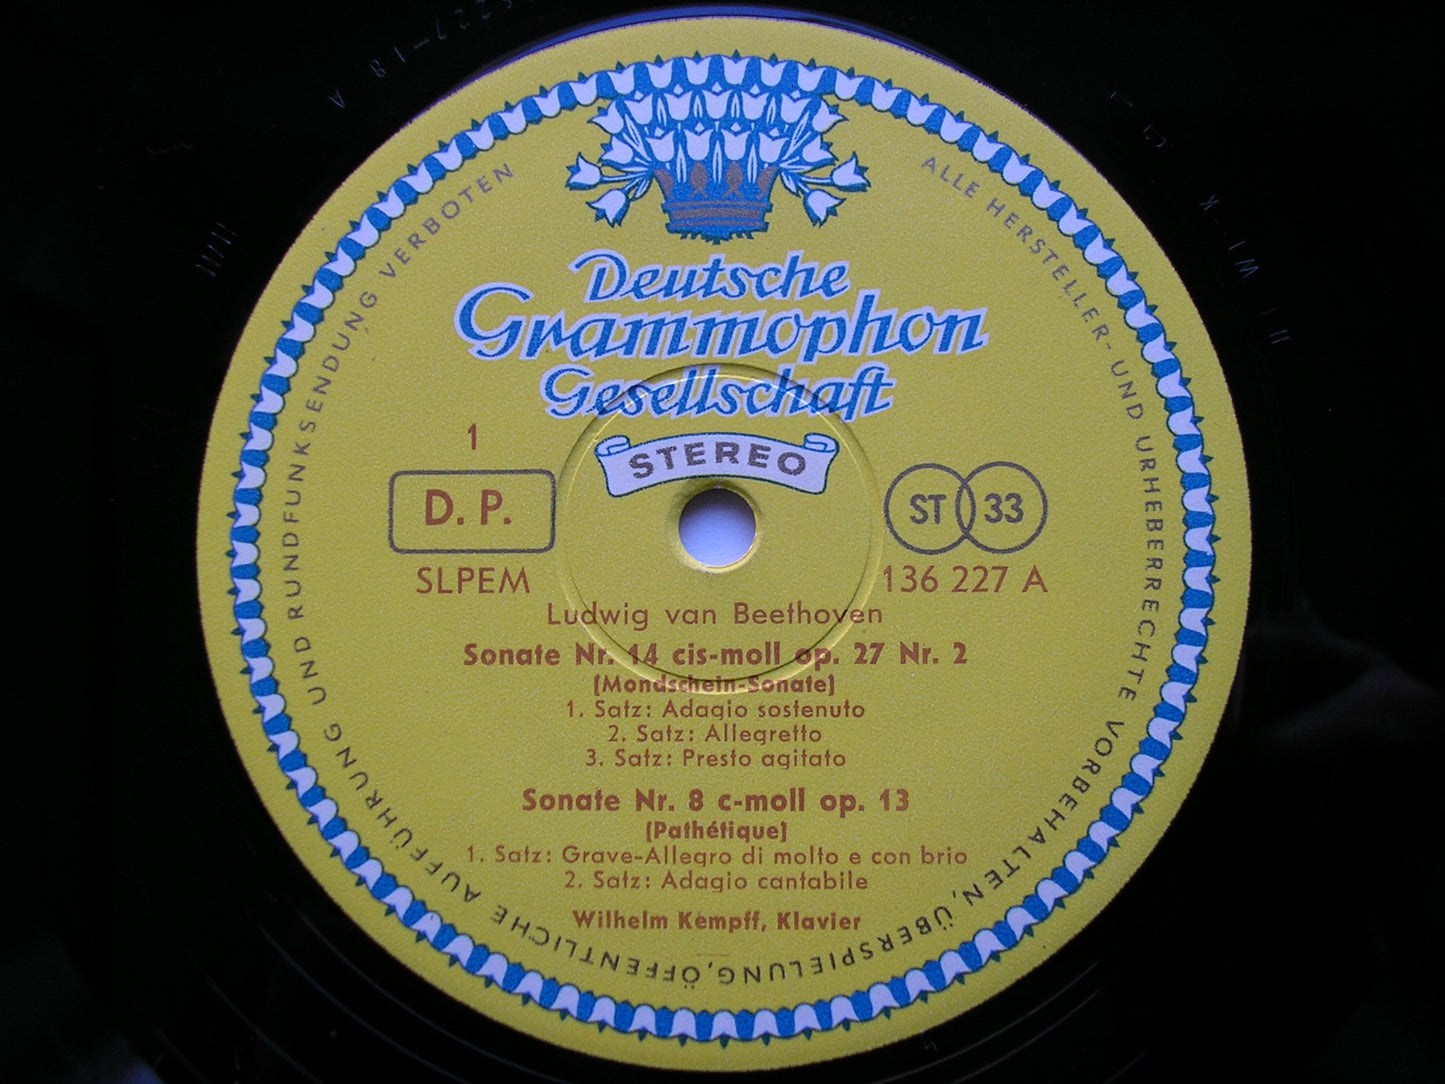 Deutsche
Grammophon
Gesellschaft
STEREO
1
D. P.
ST 33
SLPEM
136 227 A
Ludwig van Beethoven
Sonate Nr. 14 cis-moll op. 27 Nr. 2
(Mondschein-Sonate)
1. Satz: Adagio sostenuto
2. Satz: Allegretto
3. Satz: Presto agitato
Sonate Nr. 8 c-moll op. 13
(Pathétique)
1. Satz: Grave-Allegro di molto e con brio
2. Satz: Adagio cantabile
Wilhelm Kempff, Klavier
ALLE HERSTELLER- UND URHEBERRECHTE VORBEHALTEN, ÜBERSPIELUNG, ÖFFENTLICHE AUFFÜHRUNG UND RUNDFUNKSENDUNG VERBOTEN